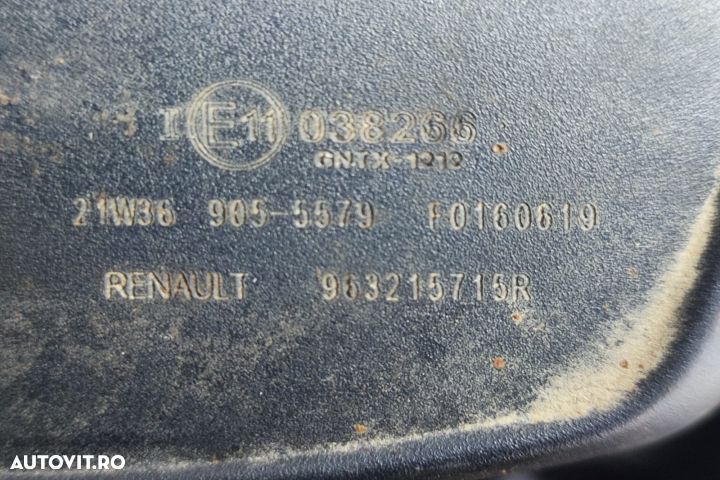 I E11 038266
GNTX-1212
21W36 905-5579 F0160619
RENAULT 963215715R
AUTOVIT.RO